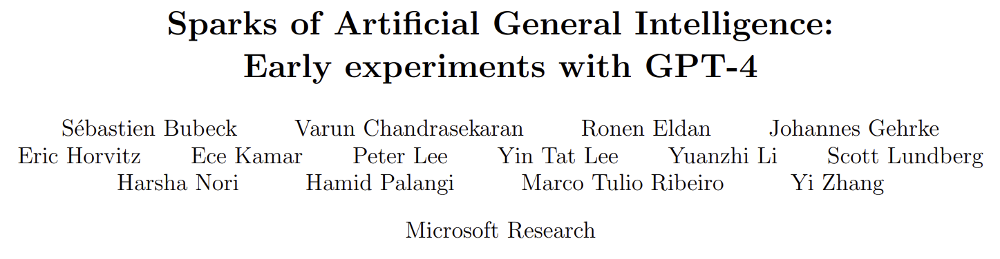 Sparks of Artificial General Intelligence:
Early experiments with GPT-4
Sébastien Bubeck Varun Chandrasekaran Ronen Eldan Johannes Gehrke
Eric Horvitz Ece Kamar Peter Lee Yin Tat Lee Yuanzhi Li Scott Lundberg
Harsha Nori Hamid Palangi Marco Tulio Ribeiro Yi Zhang
Microsoft Research